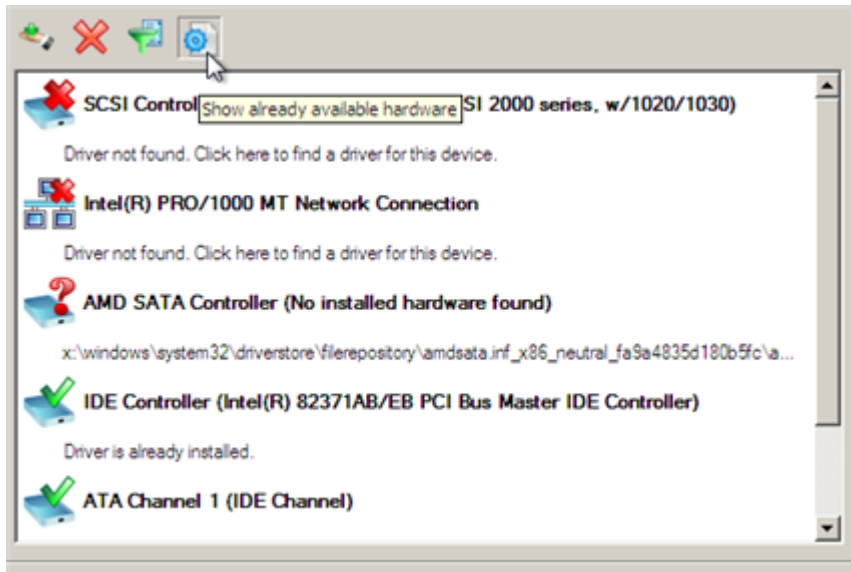 SCSI Control
Show already available hardware
SI 2000 series, w/1020/1030)
Driver not found. Click here to find a driver for this device.
Intel(R) PRO/1000 MT Network Connection
Driver not found. Click here to find a driver for this device.
AMD SATA Controller (No installed hardware found)
x:\windows\system32\driverstore\filerepository\amdsata.inf_x86_neutral_fa9a4835d180b5fc\a...
IDE Controller (Intel(R) 82371AB/EB PCI Bus Master IDE Controller)
Driver is already installed.
ATA Channel 1 (IDE Channel)